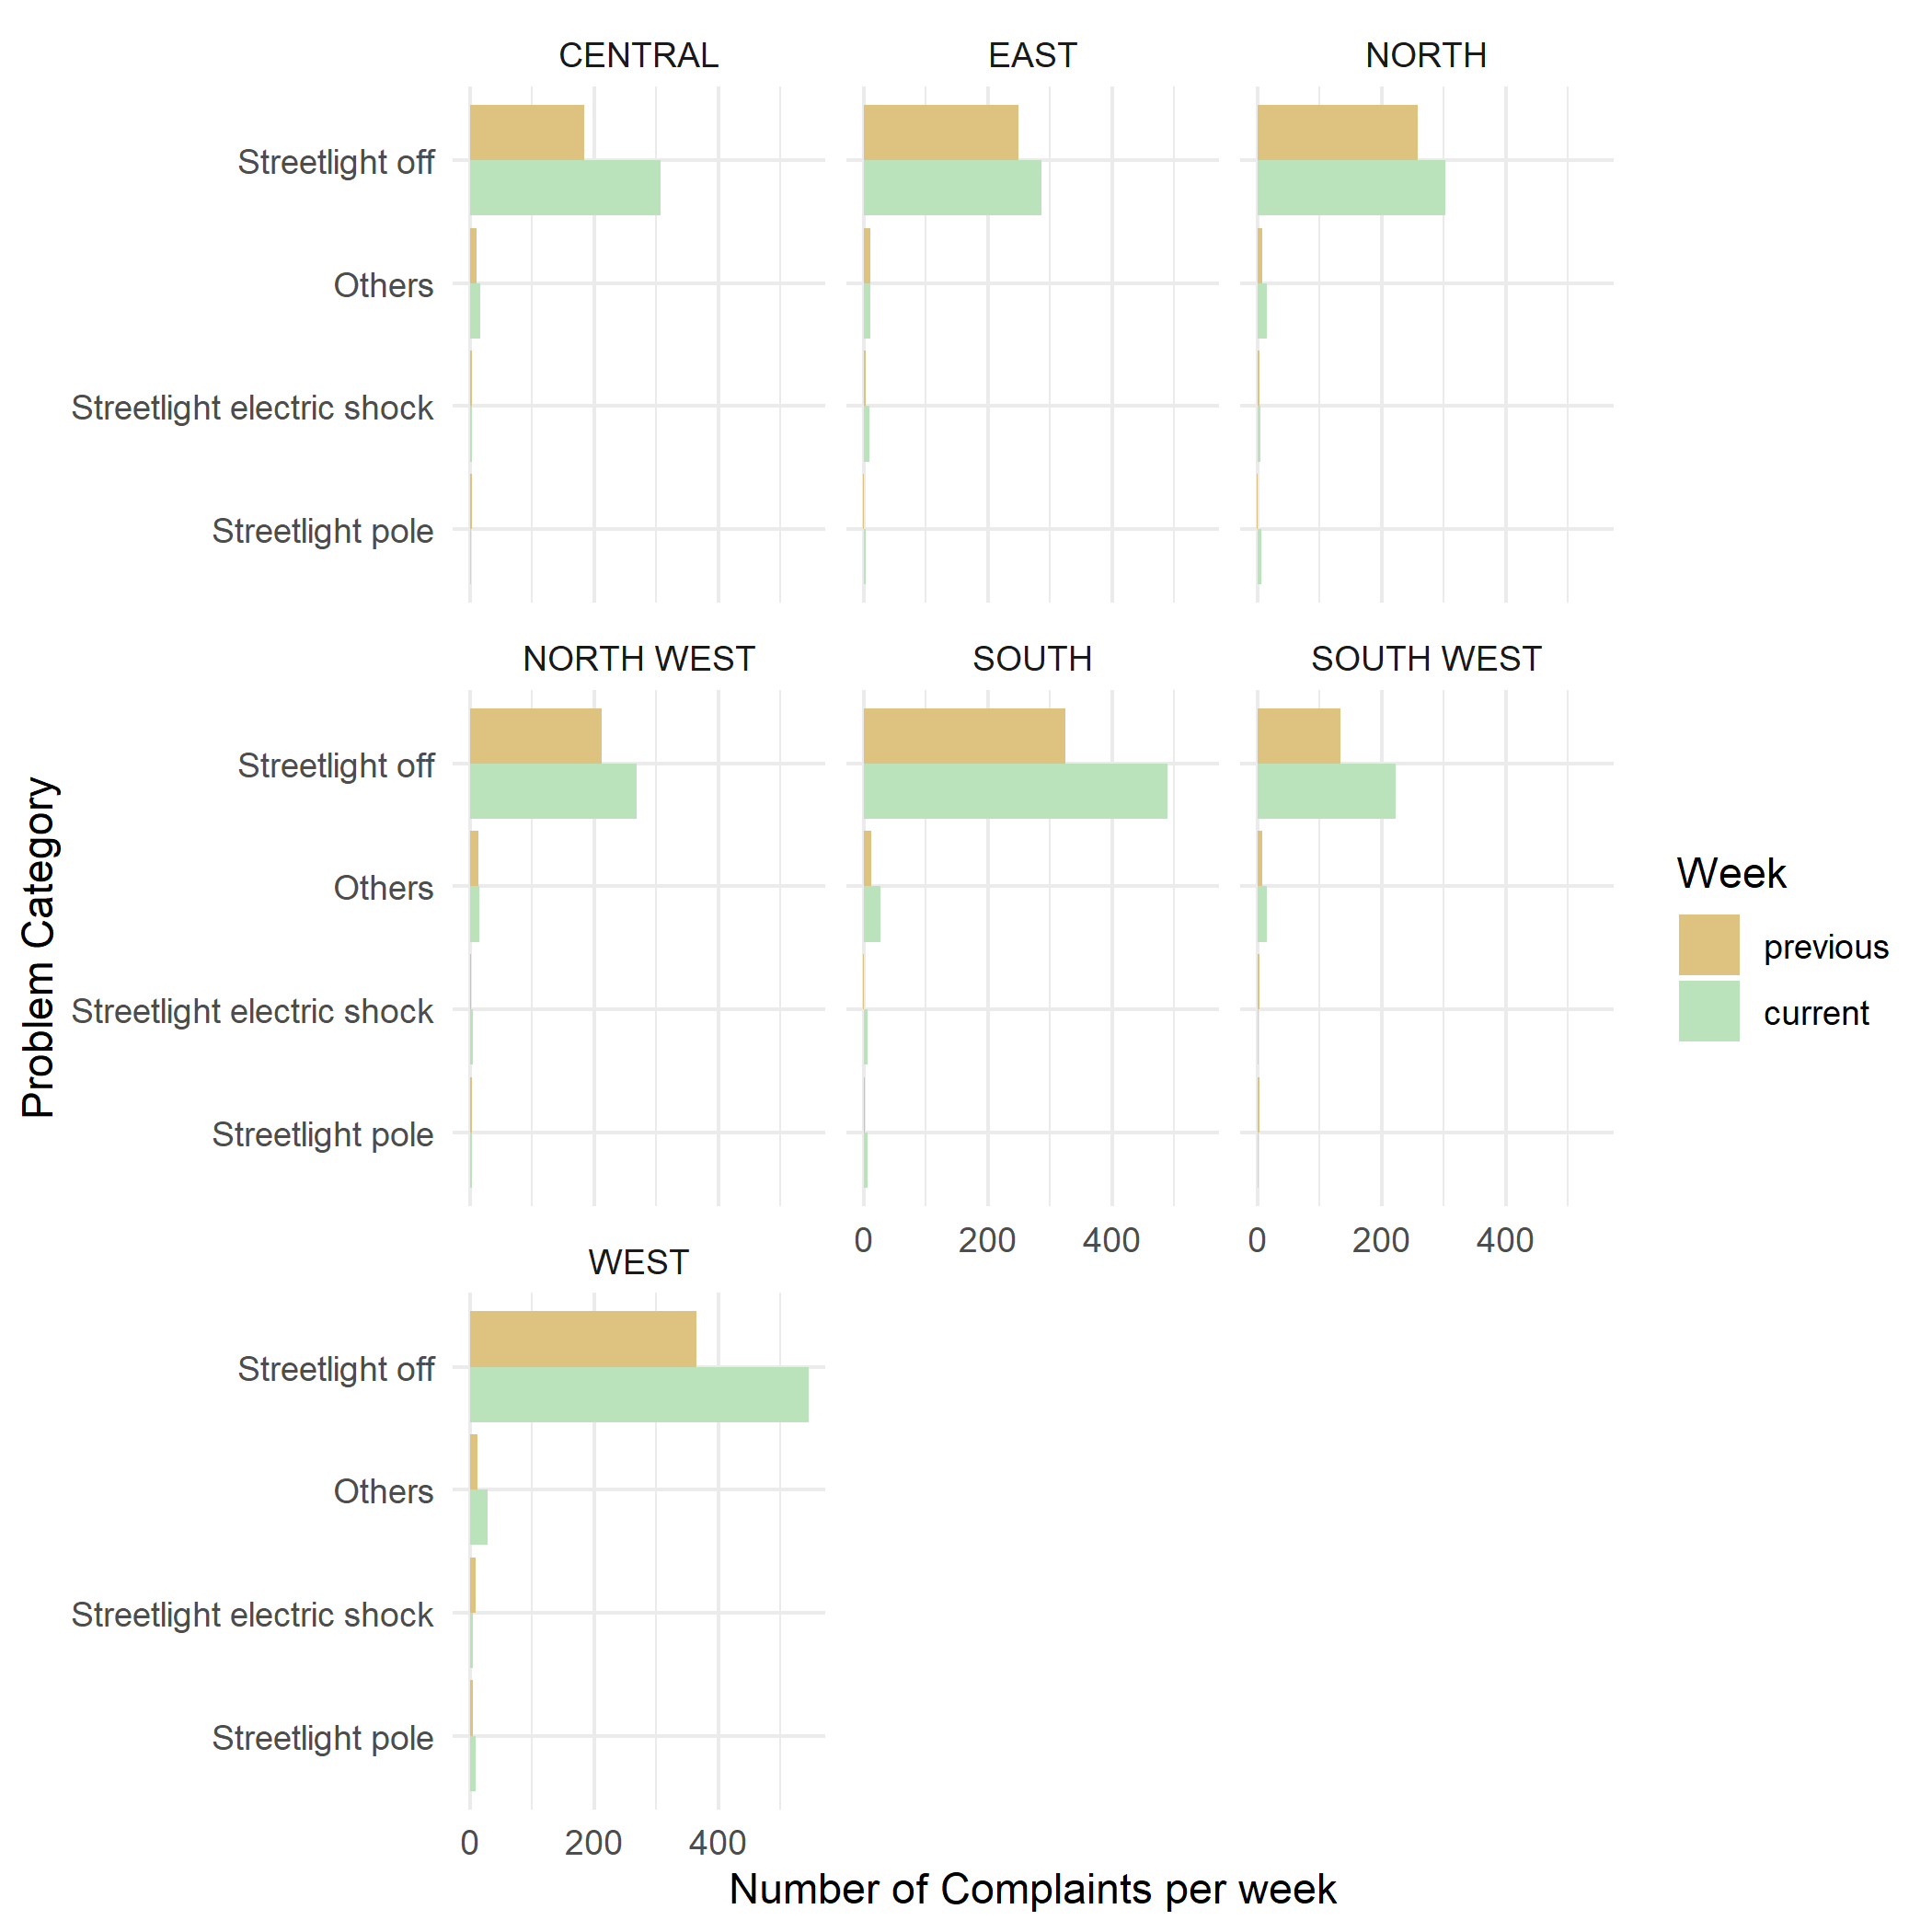 CENTRAL EAST NORTH
Streetlight off
Others
Streetlight electric shock
Streetlight pole
NORTH WEST SOUTH SOUTH WEST
Streetlight off
Others
Streetlight electric shock
Streetlight pole
0 200 400 0 200 400
WEST
Streetlight off
Others
Streetlight electric shock
Streetlight pole
0 200 400
Number of Complaints per week
Problem Category
Week
previous
current